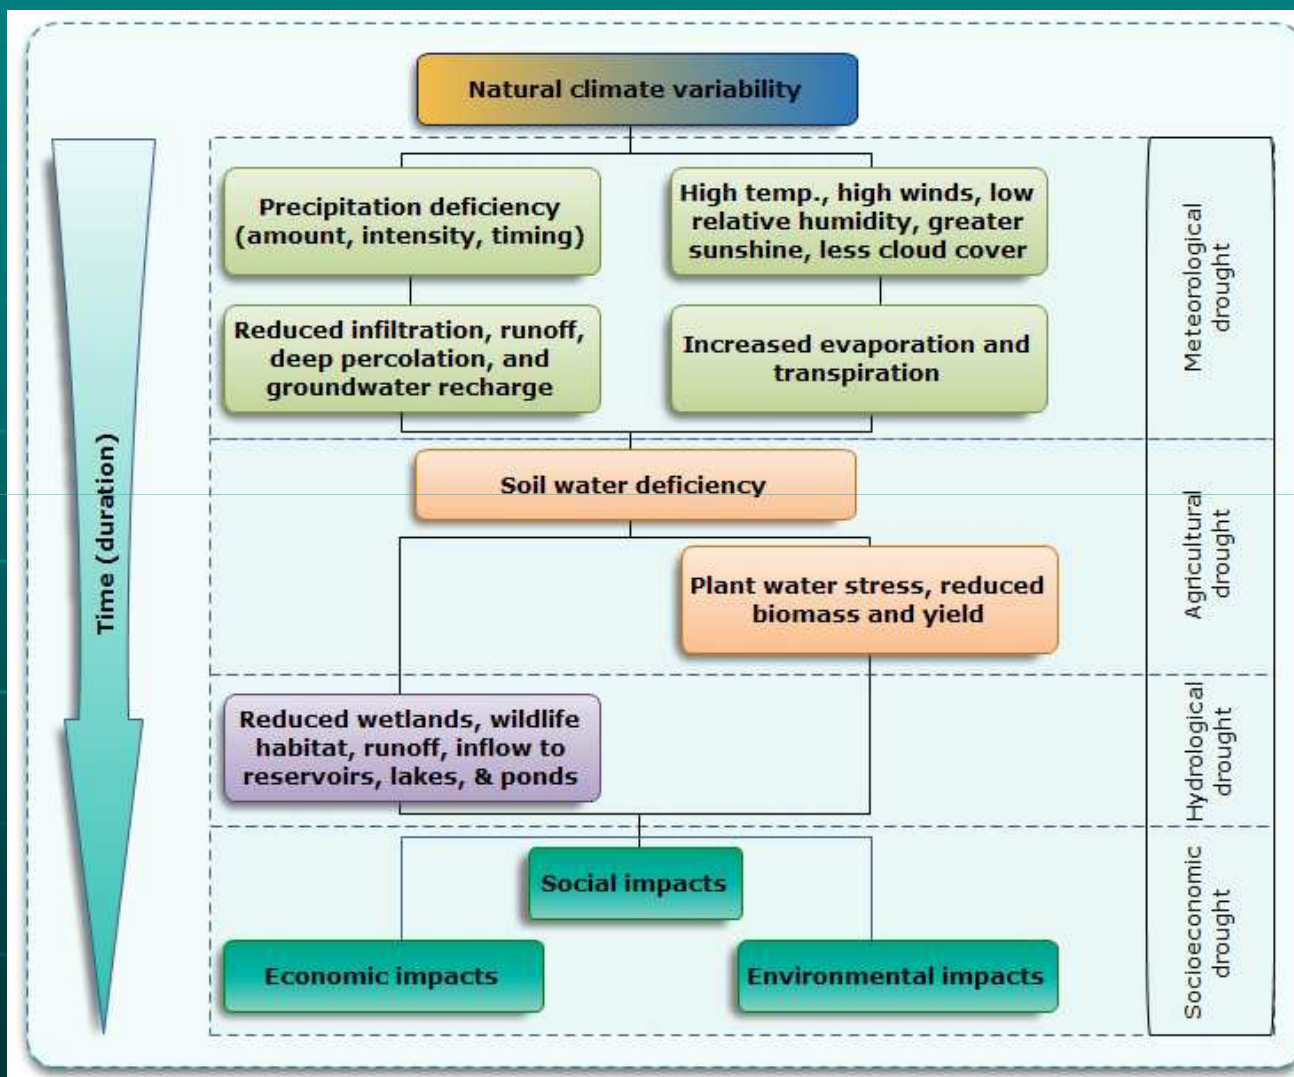 Natural climate variability
Precipitation deficiency
(amount, intensity, timing)
High temp., high winds, low
relative humidity, greater
sunshine, less cloud cover
Reduced infiltration, runoff,
deep percolation, and
groundwater recharge
Increased evaporation and
transpiration
Meteorological
drought
Time (duration)
Soil water deficiency
Plant water stress, reduced
biomass and yield
Agricultural
drought
Reduced wetlands, wildlife
habitat, runoff, inflow to
reservoirs, lakes, & ponds
Hydrological
drought
Social impacts
Economic impacts
Environmental impacts
Socioeconomic
drought